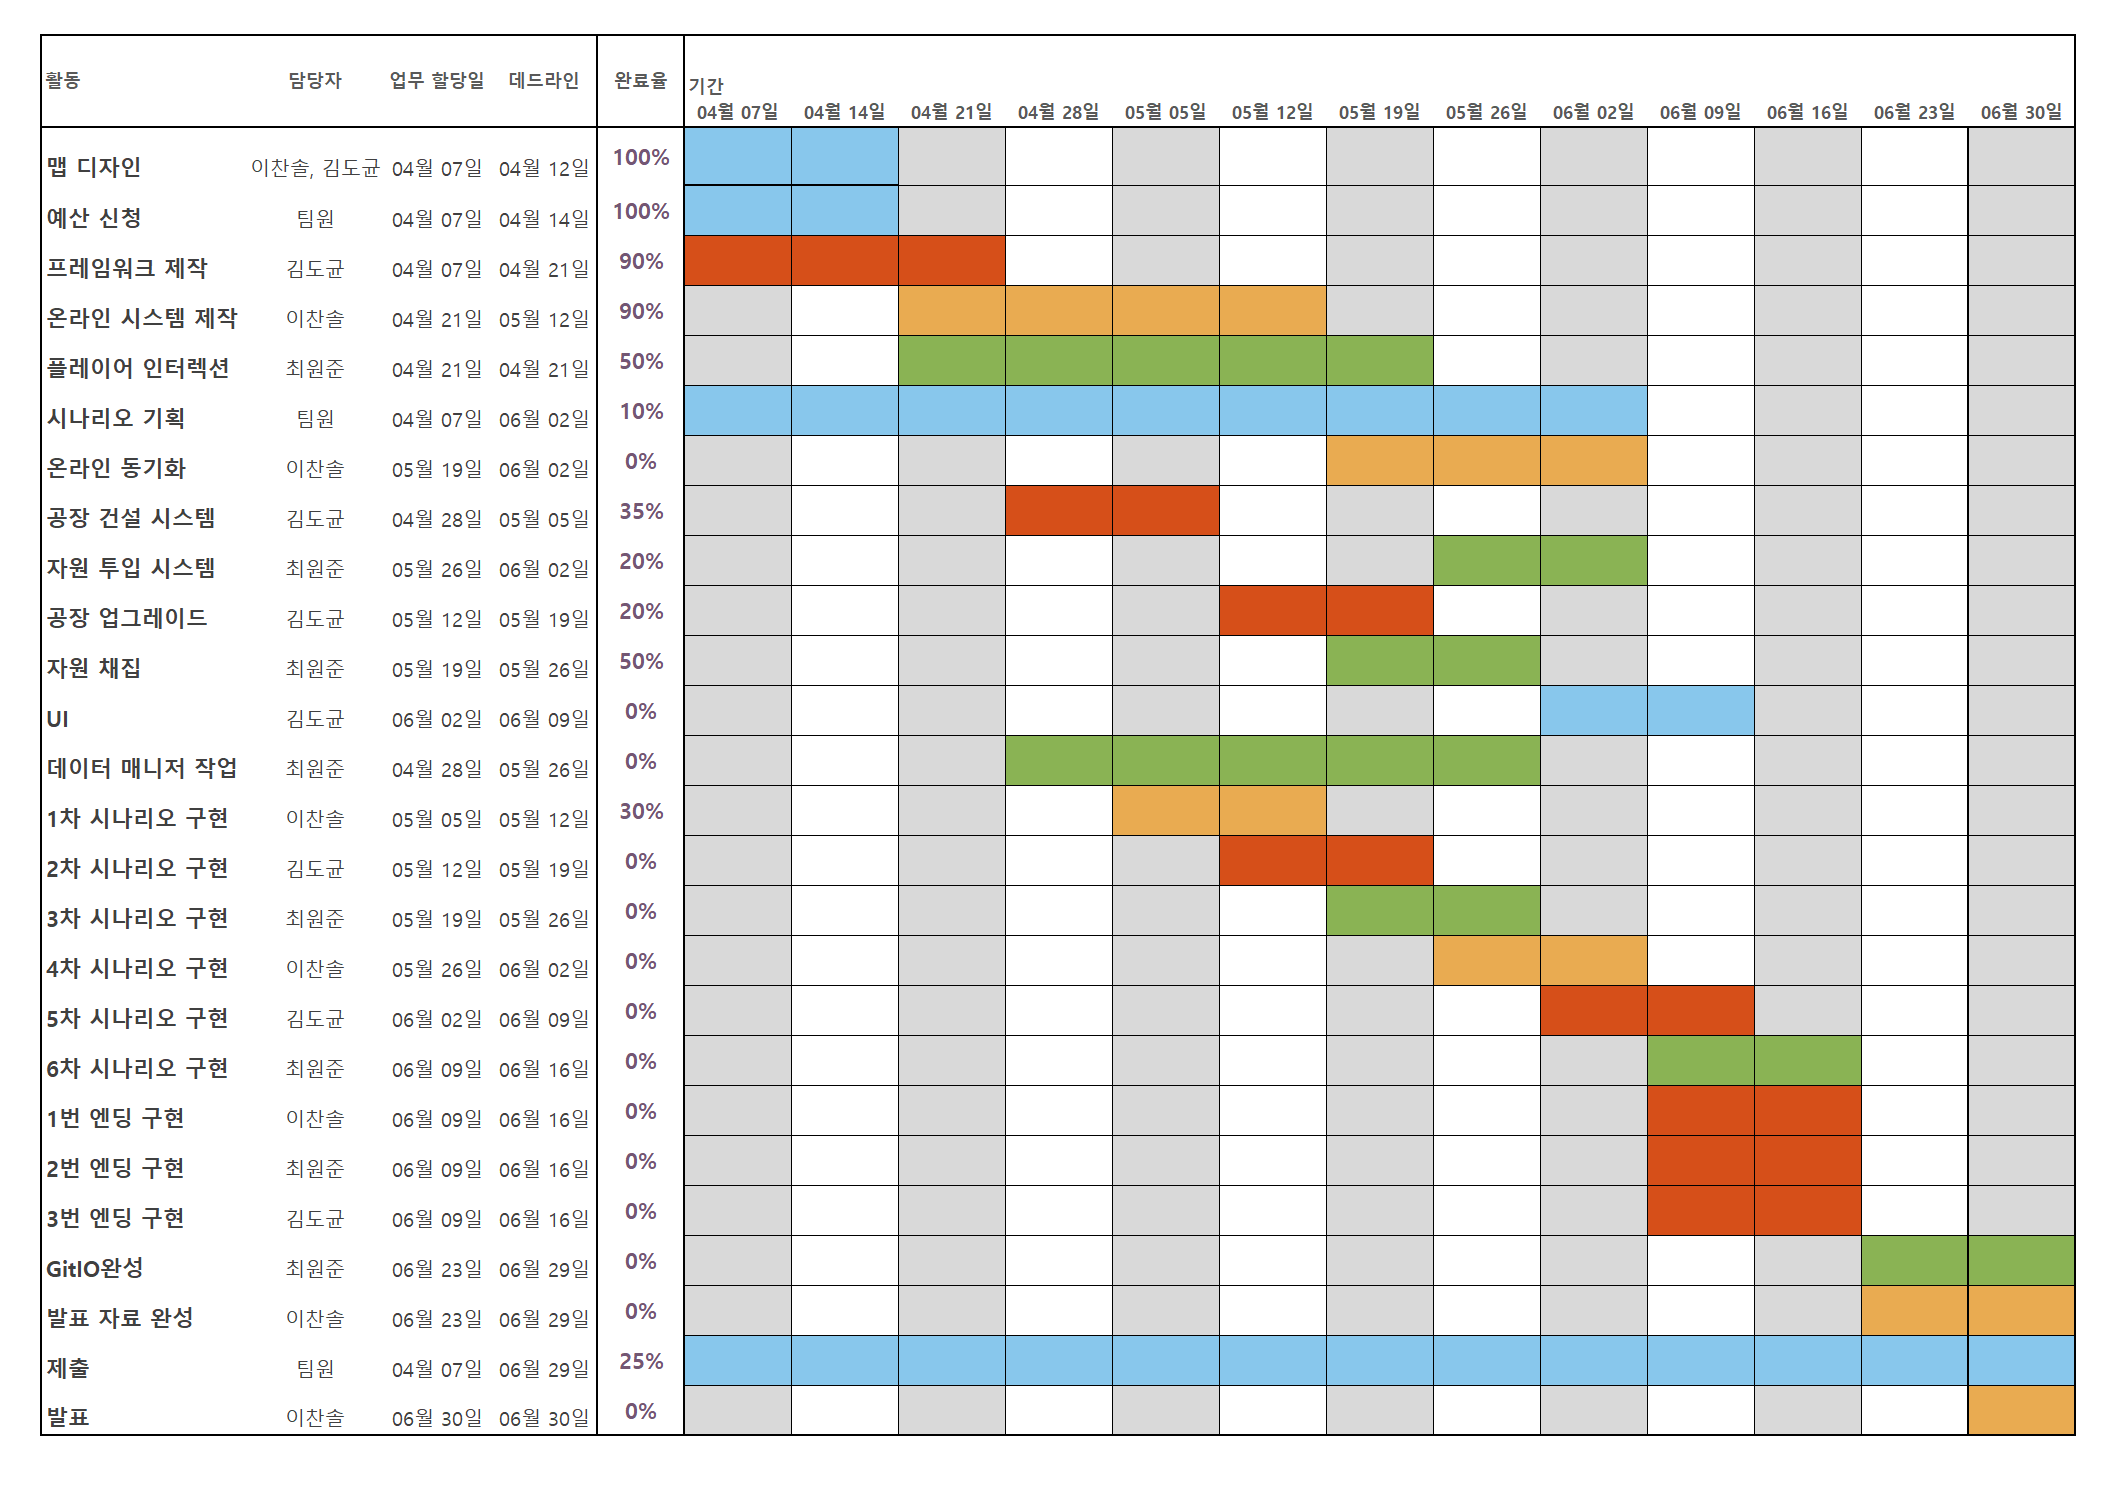 활동 담당자 업무 할당일 데드라인 완료율 기간
04월 07일 04월 14일 04월 21일 04월 28일 05월 05일 05월 12일 05월 19일 05월 26일 06월 02일 06월 09일 06월 16일 06월 23일 06월 30일
맵 디자인 이찬솔, 김도균 04월 07일 04월 12일 100%
예산 신청 팀원 04월 07일 04월 14일 100%
프레임워크 제작 김도균 04월 07일 04월 21일 90%
온라인 시스템 제작 이찬솔 04월 21일 05월 12일 90%
플레이어 인터렉션 최원준 04월 21일 04월 21일 50%
시나리오 기획 팀원 04월 07일 06월 02일 10%
온라인 동기화 이찬솔 05월 19일 06월 02일 0%
공장 건설 시스템 김도균 04월 28일 05월 05일 35%
자원 투입 시스템 최원준 05월 26일 06월 02일 20%
공장 업그레이드 김도균 05월 12일 05월 19일 20%
자원 채집 최원준 05월 19일 05월 26일 50%
UI 김도균 06월 02일 06월 09일 0%
데이터 매니저 작업 최원준 04월 28일 05월 26일 0%
1차 시나리오 구현 이찬솔 05월 05일 05월 12일 30%
2차 시나리오 구현 김도균 05월 12일 05월 19일 0%
3차 시나리오 구현 최원준 05월 19일 05월 26일 0%
4차 시나리오 구현 이찬솔 05월 26일 06월 02일 0%
5차 시나리오 구현 김도균 06월 02일 06월 09일 0%
6차 시나리오 구현 최원준 06월 09일 06월 16일 0%
1번 엔딩 구현 이찬솔 06월 09일 06월 16일 0%
2번 엔딩 구현 최원준 06월 09일 06월 16일 0%
3번 엔딩 구현 김도균 06월 09일 06월 16일 0%
GitIO완성 최원준 06월 23일 06월 29일 0%
발표 자료 완성 이찬솔 06월 23일 06월 29일 0%
제출 팀원 04월 07일 06월 29일 25%
발표 이찬솔 06월 30일 06월 30일 0%